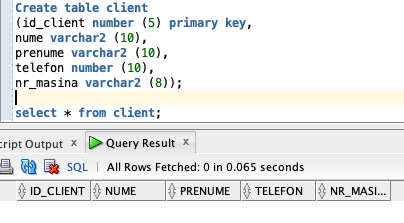 Create table client
(id_client number (5) primary key,
nume varchar2 (10),
prenume varchar2 (10),
telefon number (10),
nr_masina varchar2 (8));
select * from client;
cript Output x Query Result x
SQL | All Rows Fetched: 0 in 0.065 seconds
ID_CLIENT NUME PRENUME TELEFON NR_MASI...